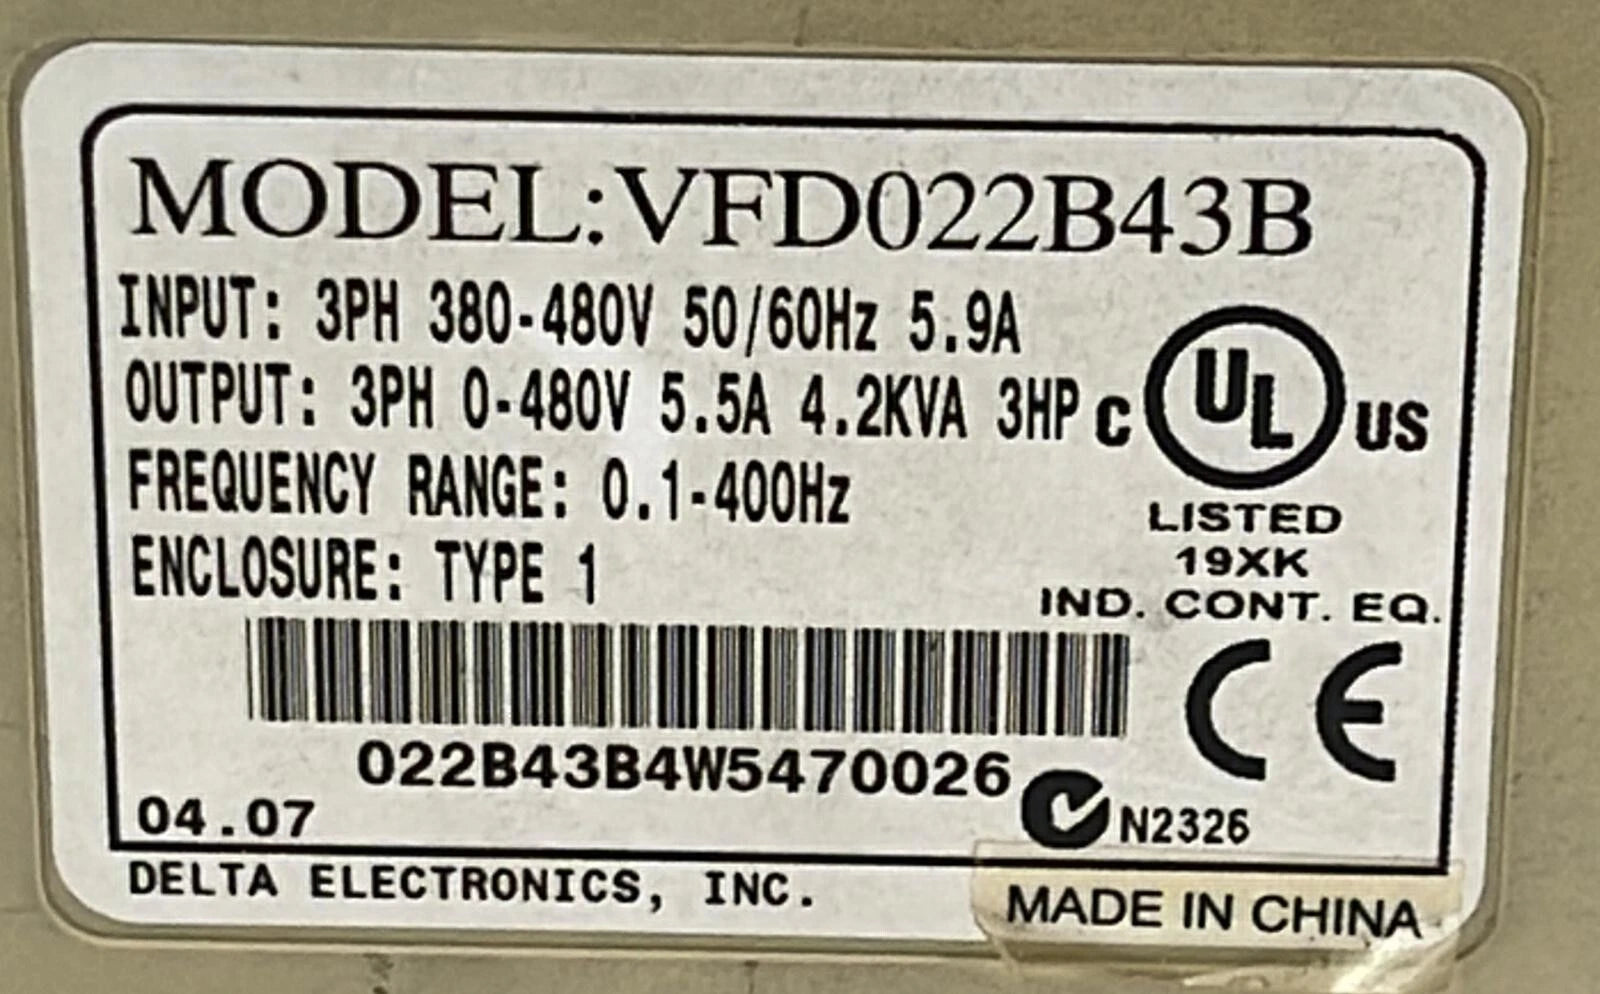 MODEL:VFD022B43B
INPUT: 3PH 380-480V 50/60Hz 5.9A
OUTPUT: 3PH 0-480V 5.5A 4.2KVA 3HP
FREQUENCY RANGE: 0.1-400Hz
ENCLOSURE: TYPE 1
C UL US
LISTED
19XK
IND. CONT. EQ.
CE
022B43B4W5470026
N2326
04.07
DELTA ELECTRONICS, INC.
MADE IN CHINA